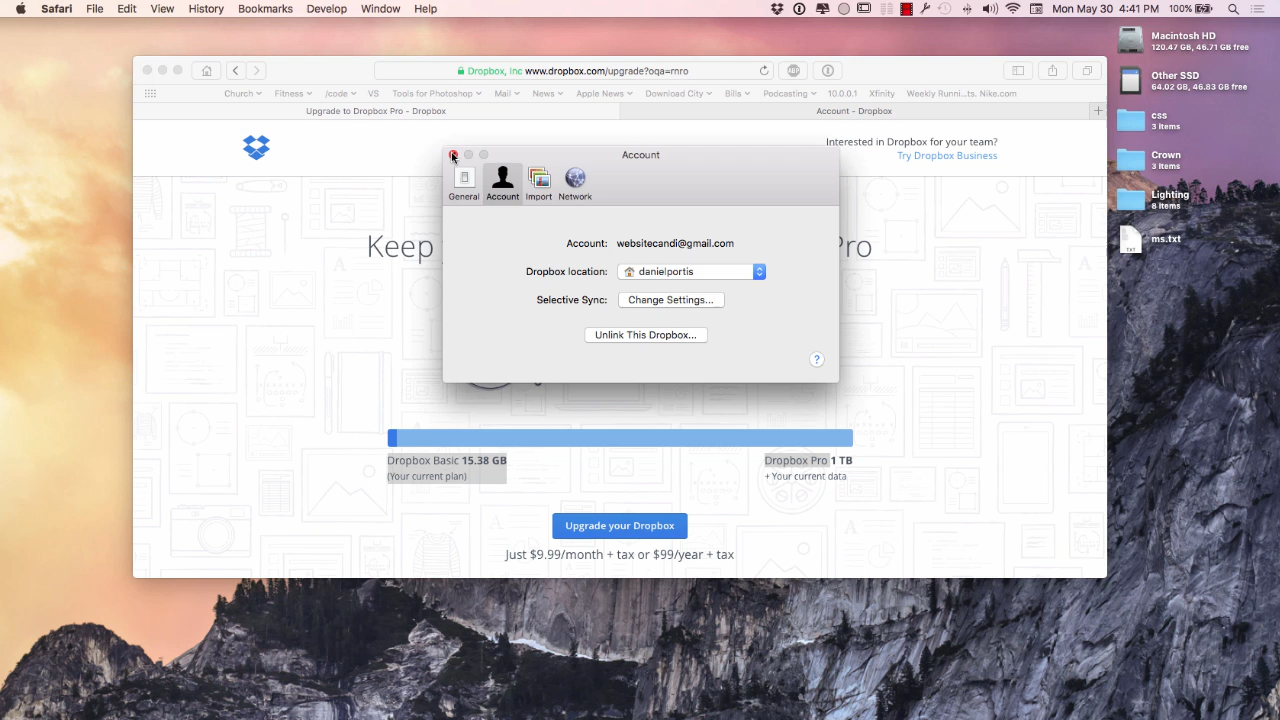 Safari File Edit View History Bookmarks Develop Window Help Mon May 30 4:41 PM 100%
Macintosh HD
120.47 GB, 46.71 GB free
Other SSD
64.02 GB, 46.83 GB free
css
3 items
Crown
3 items
Lighting
8 items
ms.txt
TXT
Dropbox, Inc www.dropbox.com/upgrade?oqa=rnro
Church Fitness /code VS Tools for Photoshop Mail News Apple News Download City Bills Podcasting 10.0.0.1 Xfinity Weekly Runni...ts. Nike.com
Upgrade to Dropbox Pro - Dropbox Account - Dropbox
Interested in Dropbox for your team?
Try Dropbox Business
Keep
Account
General Account Import Network
Account: websitecandi@gmail.com
Dropbox location: danielportis
Selective Sync: Change Settings...
Unlink This Dropbox...
?
Dropbox Basic 15.38 GB
(Your current plan)
Dropbox Pro 1 TB
+ Your current data
Upgrade your Dropbox
Just $9.99/month + tax or $99/year + tax